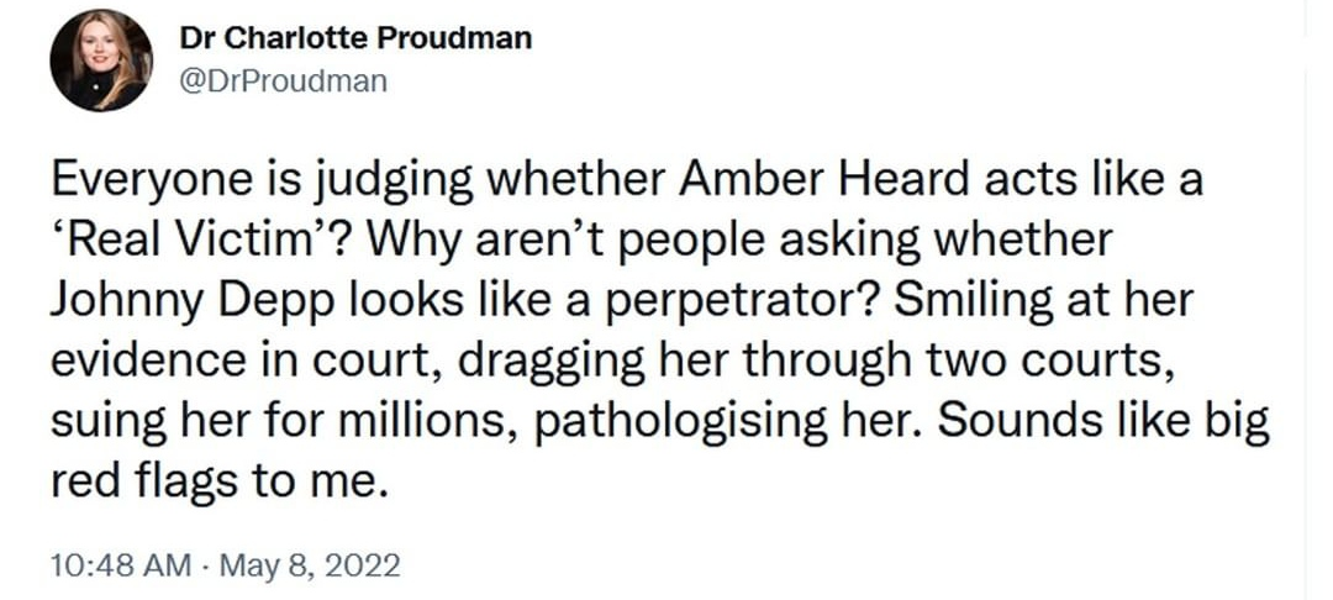 Dr Charlotte Proudman
@DrProudman
Everyone is judging whether Amber Heard acts like a
‘Real Victim’? Why aren’t people asking whether
Johnny Depp looks like a perpetrator? Smiling at her
evidence in court, dragging her through two courts,
suing her for millions, pathologising her. Sounds like big
red flags to me.
10:48 AM · May 8, 2022